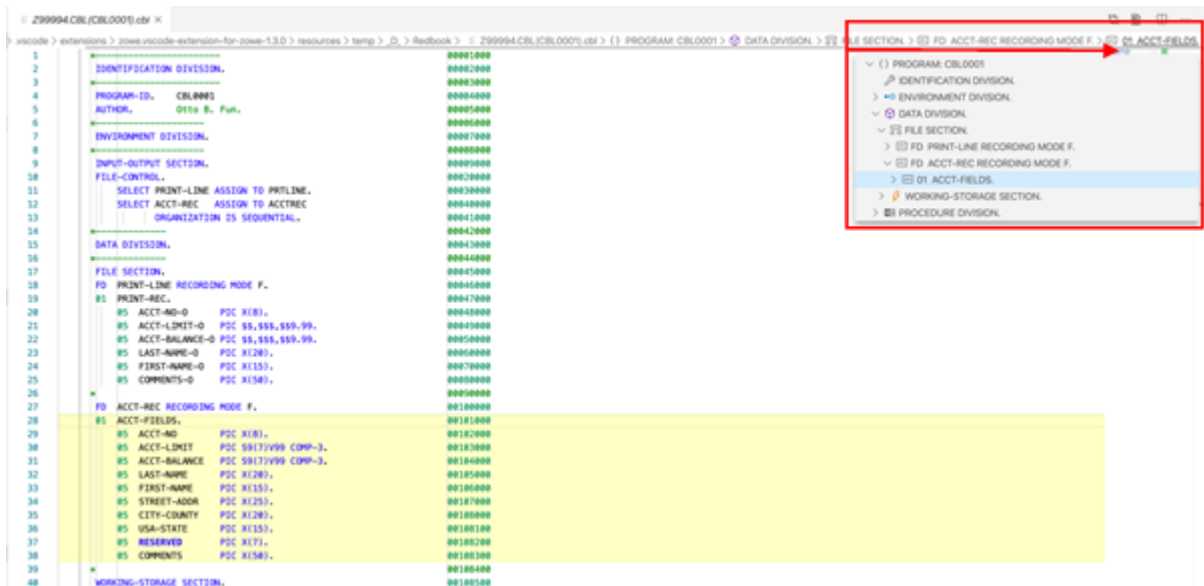 Z99994.CBL(CBL0001).cbl ×
> .vscode > extensions > zowe.vscode-extension-for-zowe-1.3.0 > resources > temp > _D_ > Redbook > Z99994.CBL(CBL0001).cbl > {} PROGRAM: CBL0001 > DATA DIVISION. > FILE SECTION. > FD ACCT-REC RECORDING MODE F. > 01 ACCT-FIELDS.
1 *----------------------- 00001000
2 IDENTIFICATION DIVISION. 00002000
3 *----------------------- 00003000
4 PROGRAM-ID. CBL0001 00004000
5 AUTHOR. Otto B. Fun. 00005000
6 *-------------------- 00006000
7 ENVIRONMENT DIVISION. 00007000
8 *-------------------- 00008000
9 INPUT-OUTPUT SECTION. 00009000
10 FILE-CONTROL. 00020000
11 SELECT PRINT-LINE ASSIGN TO PRTLINE. 00030000
12 SELECT ACCT-REC ASSIGN TO ACCTREC 00040000
13 ORGANIZATION IS SEQUENTIAL. 00041000
14 *------------- 00042000
15 DATA DIVISION. 00043000
16 *------------- 00044000
17 FILE SECTION. 00045000
18 FD PRINT-LINE RECORDING MODE F. 00046000
19 01 PRINT-REC. 00047000
20 05 ACCT-NO-O PIC X(8). 00048000
21 05 ACCT-LIMIT-O PIC $$,$$$,$$9.99. 00049000
22 05 ACCT-BALANCE-O PIC $$,$$$,$$9.99. 00050000
23 05 LAST-NAME-O PIC X(20). 00060000
24 05 FIRST-NAME-O PIC X(15). 00070000
25 05 COMMENTS-O PIC X(50). 00080000
26 * 00090000
27 FD ACCT-REC RECORDING MODE F. 00100000
28 01 ACCT-FIELDS. 00101000
29 05 ACCT-NO PIC X(8). 00102000
30 05 ACCT-LIMIT PIC S9(7)V99 COMP-3. 00103000
31 05 ACCT-BALANCE PIC S9(7)V99 COMP-3. 00104000
32 05 LAST-NAME PIC X(20). 00105000
33 05 FIRST-NAME PIC X(15). 00106000
34 05 STREET-ADDR PIC X(25). 00107000
35 05 CITY-COUNTY PIC X(20). 00108000
36 05 USA-STATE PIC X(15). 00108100
37 05 RESERVED PIC X(7). 00108200
38 05 COMMENTS PIC X(50). 00108300
39 * 00108400
40 WORKING-STORAGE SECTION. 00108500
{} PROGRAM: CBL0001
IDENTIFICATION DIVISION.
> ENVIRONMENT DIVISION.
DATA DIVISION.
FILE SECTION.
> FD PRINT-LINE RECORDING MODE F.
FD ACCT-REC RECORDING MODE F.
> 01 ACCT-FIELDS.
> WORKING-STORAGE SECTION.
> PROCEDURE DIVISION.